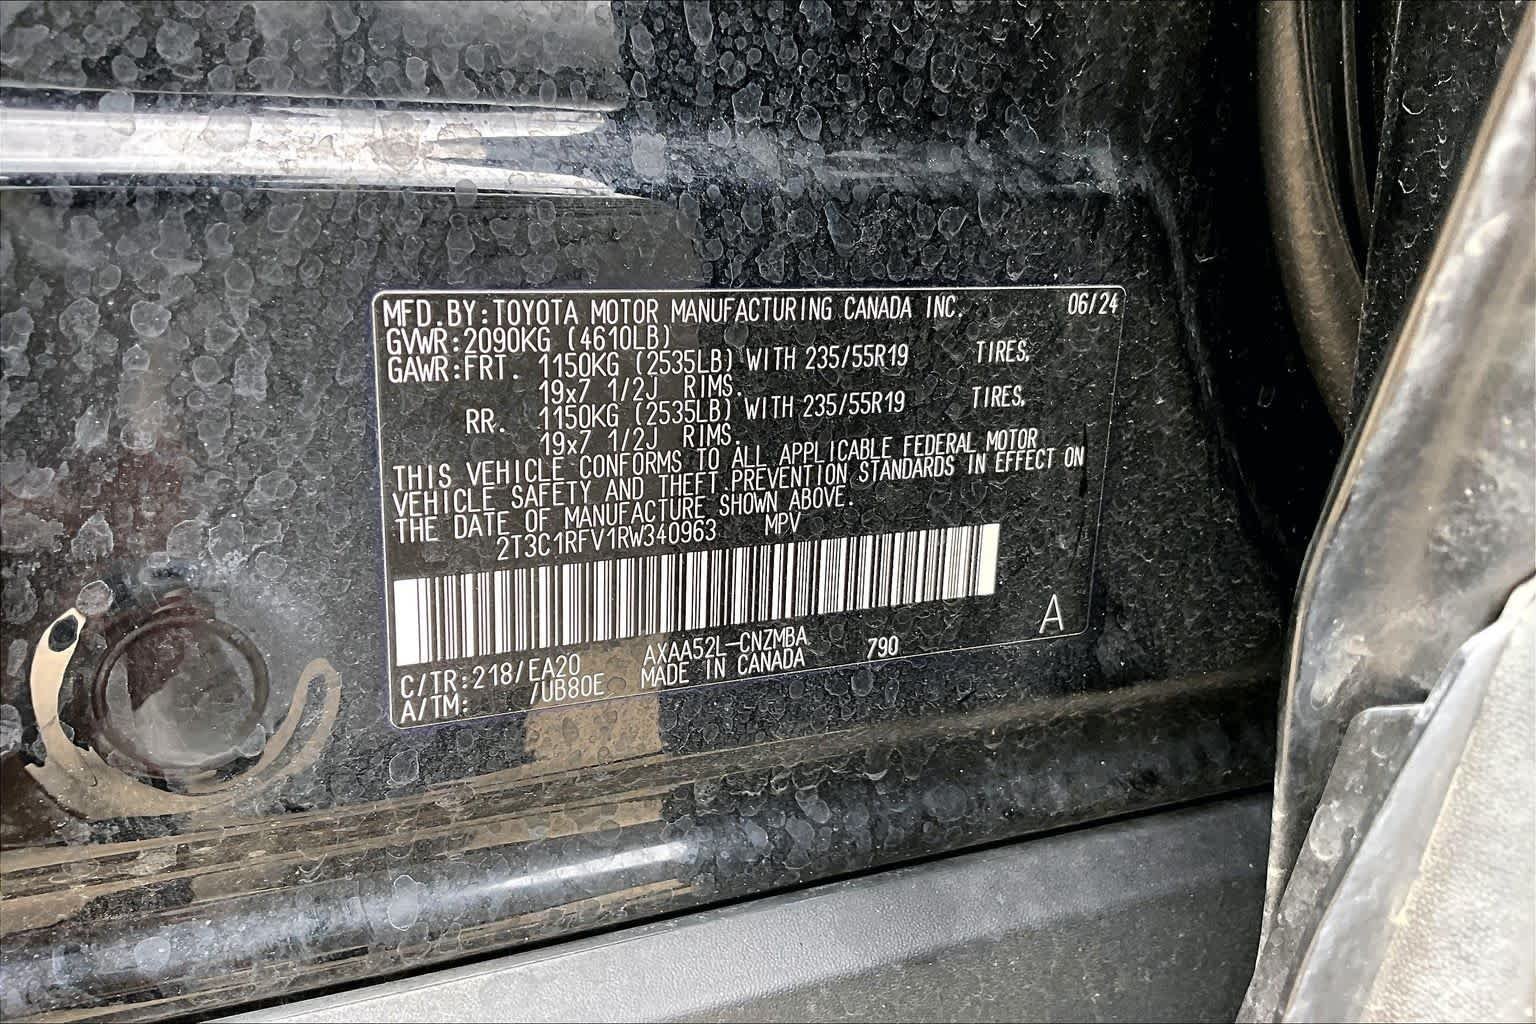 MFD.BY:TOYOTA MOTOR MANUFACTURING CANADA INC. 06/24
GVWR:2090KG (4610LB)
GAWR:FRT. 1150KG (2535LB) WITH 235/55R19 TIRES,
19x7 1/2J RIMS.
RR. 1150KG (2535LB) WITH 235/55R19 TIRES,
19x7 1/2J RIMS.
THIS VEHICLE CONFORMS TO ALL APPLICABLE FEDERAL MOTOR
VEHICLE SAFETY AND THEFT PREVENTION STANDARDS IN EFFECT ON
THE DATE OF MANUFACTURE SHOWN ABOVE.
2T3C1RFV1RW340963 MPV
A
C/TR:218/EA20 AXAA52L-CNZMBA 790
A/TM: /UB80E MADE IN CANADA